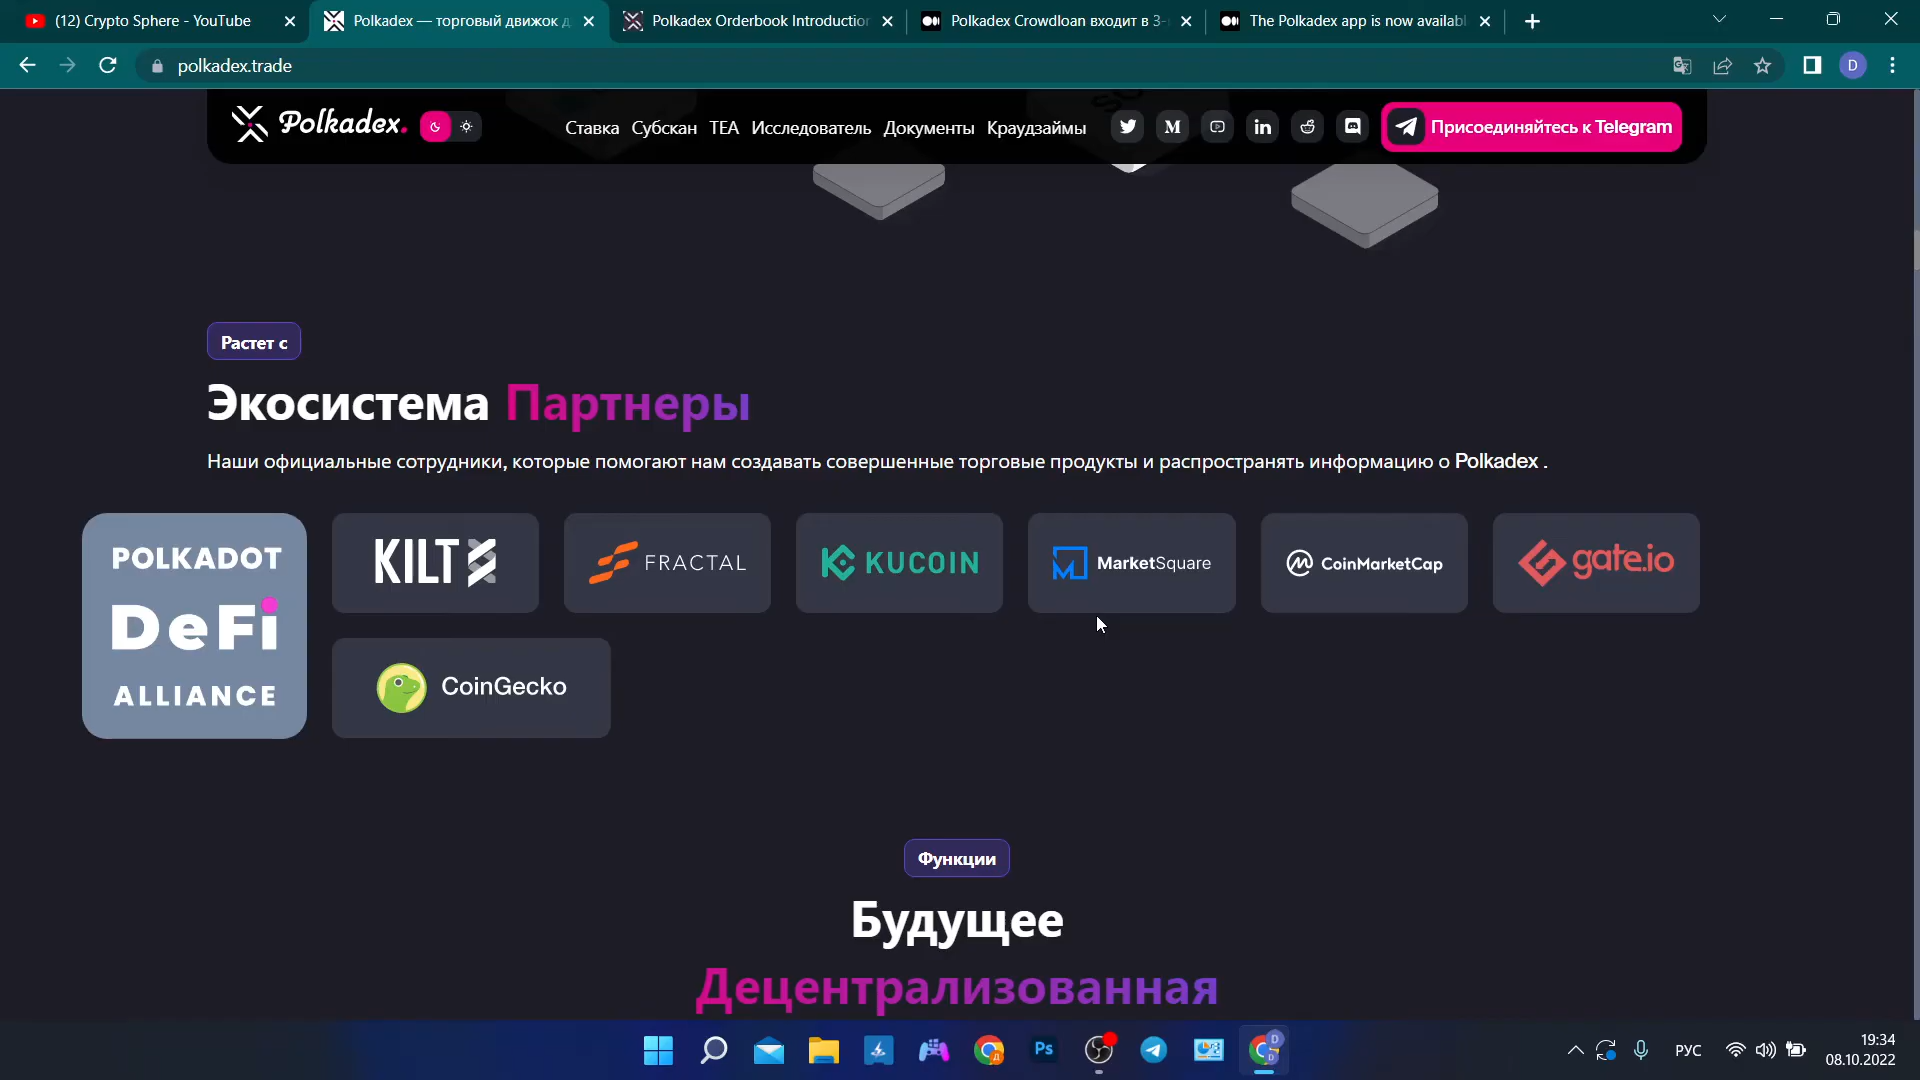 (12) Crypto Sphere - YouTube
Polkadex — торговый движок д
Polkadex Orderbook Introduction
Polkadex Crowdloan входит в 3-
The Polkadex app is now availabl
polkadex.trade
D
Polkadex.
Ставка Субскан ТЕА Исследователь Документы Краудзаймы
Присоединяйтесь к Telegram
Растет с
Экосистема Партнеры
Наши официальные сотрудники, которые помогают нам создавать совершенные торговые продукты и распространять информацию о Polkadex .
POLKADOT
DeFi
ALLIANCE
KILT
FRACTAL
KUCOIN
MarketSquare
CoinMarketCap
gate.io
CoinGecko
Функции
Будущее
Децентрализованная
Ps
РУС
19:34
08.10.2022